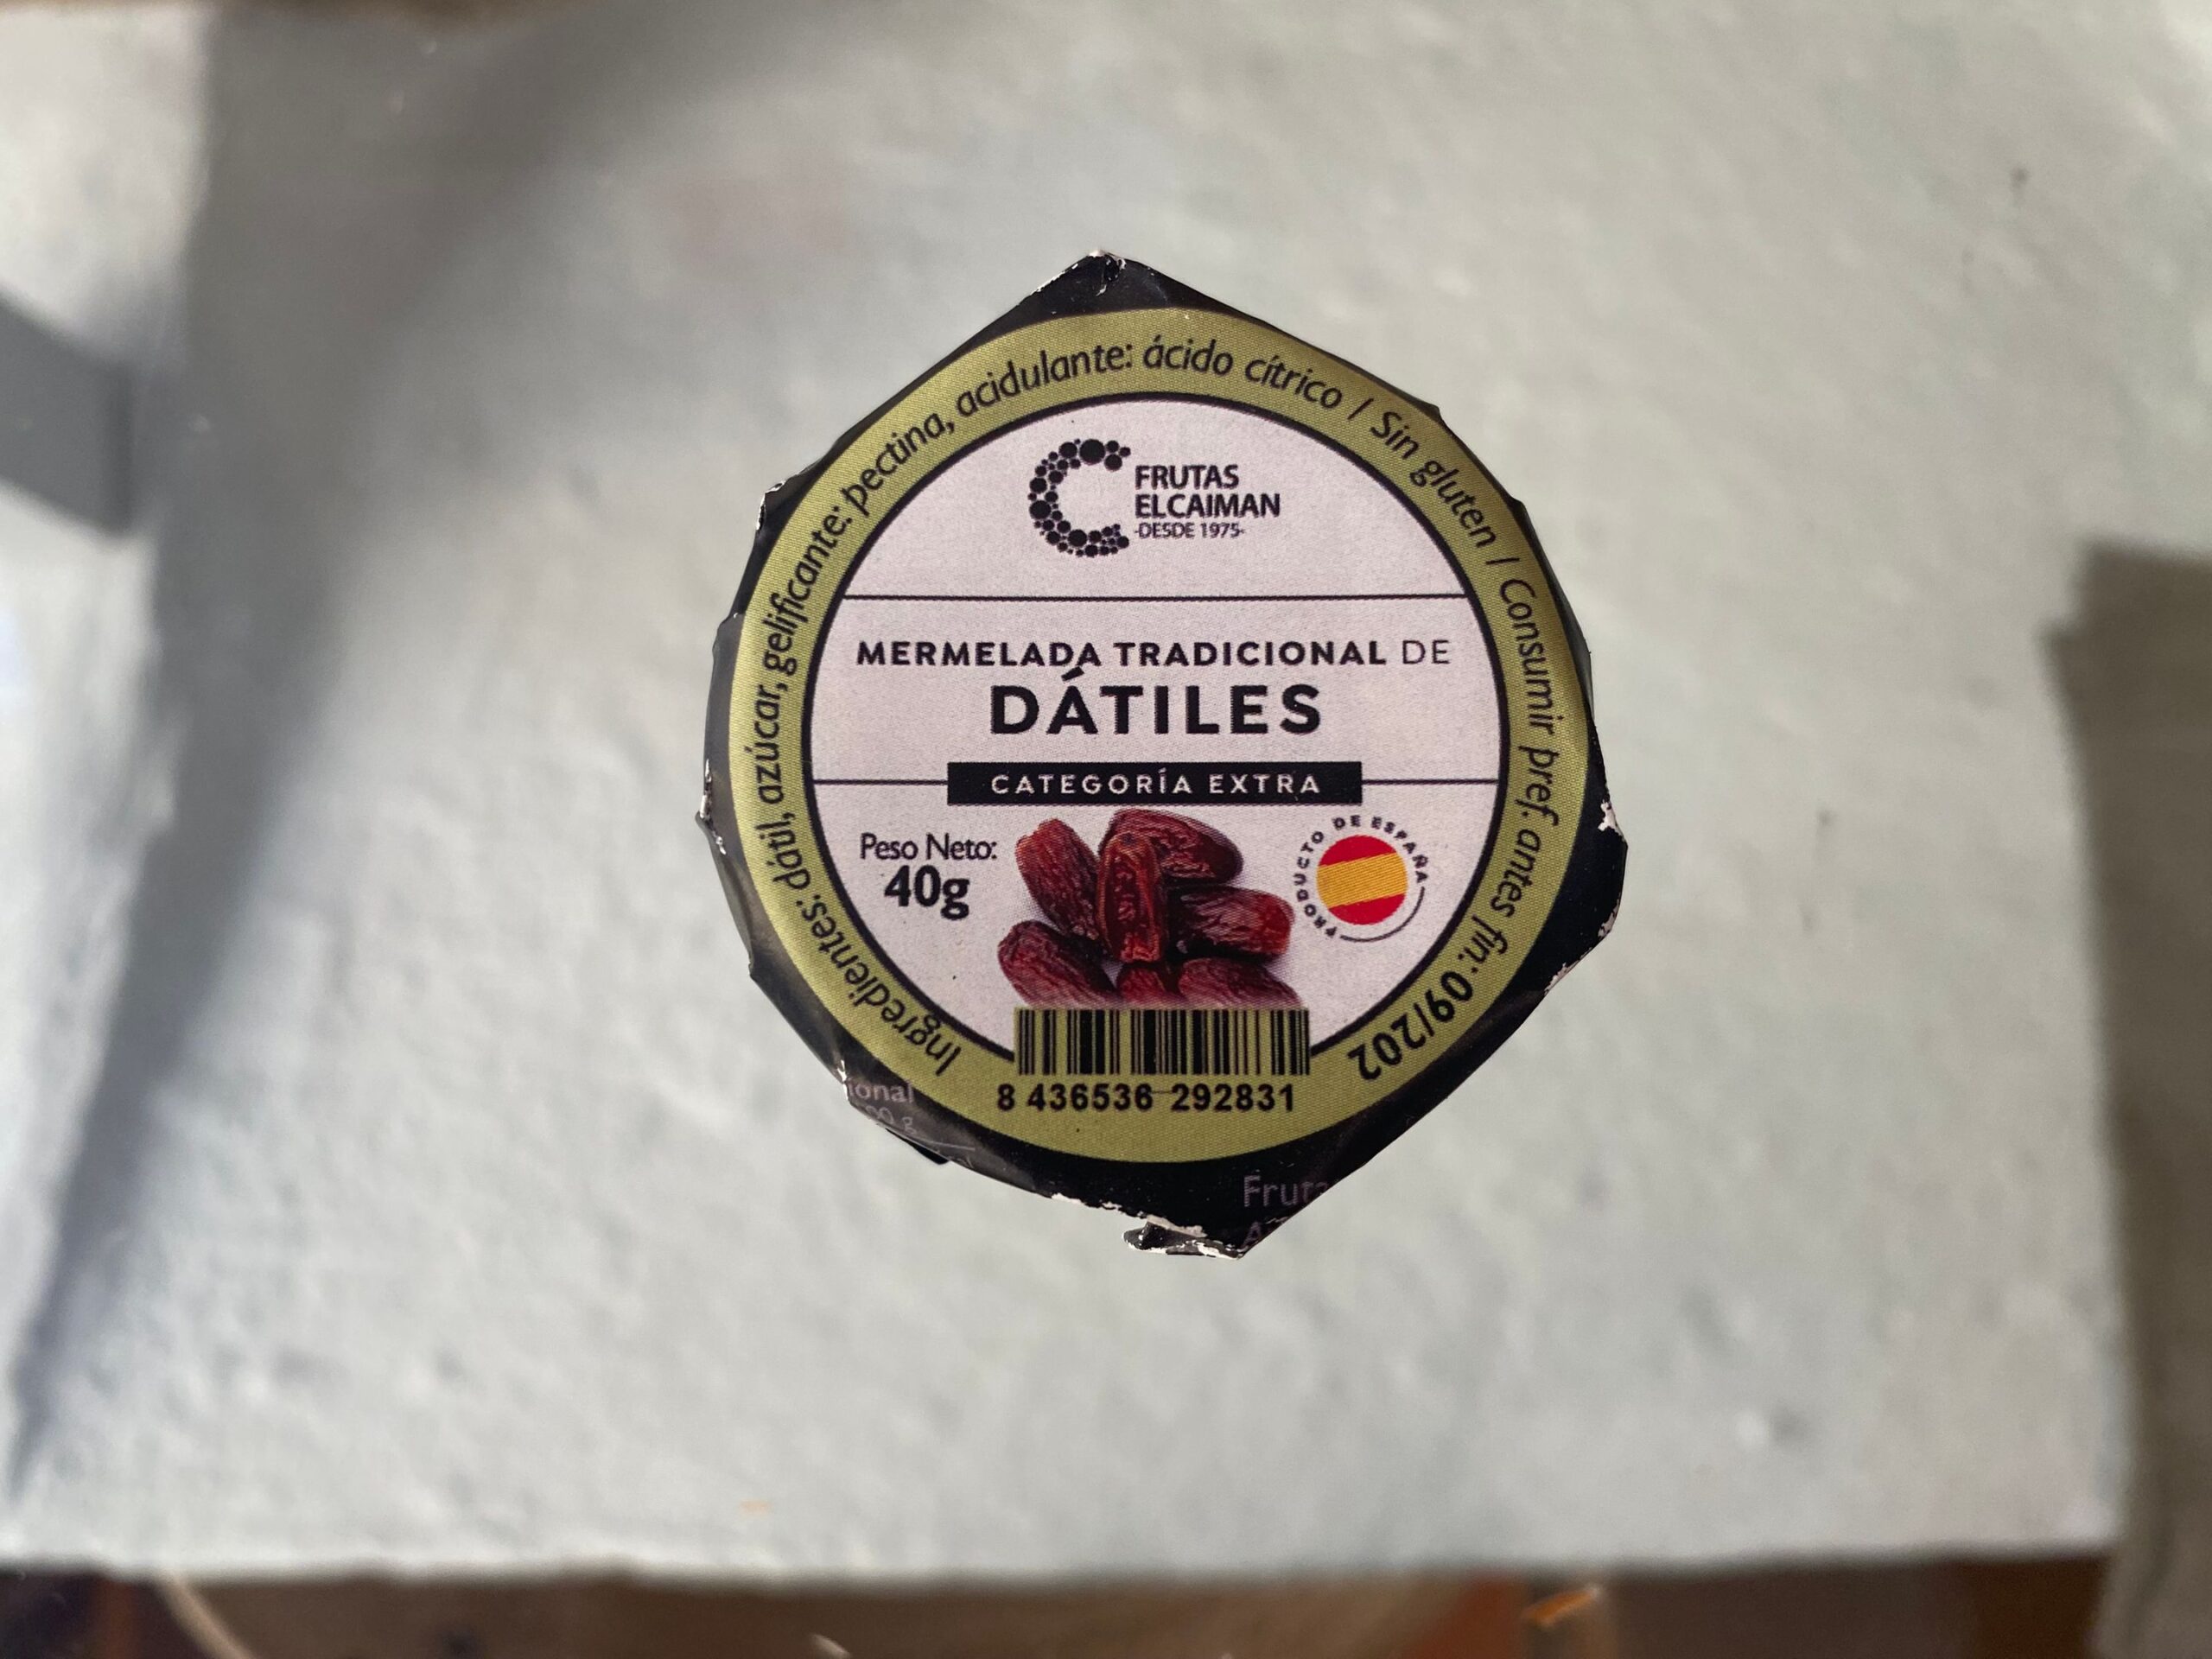 Ingredientes: dátil, azúcar, gelificante: pectina, acidulante: ácido cítrico / Sin gluten / Consumir pref. antes fin: 09/202
FRUTAS
ELCAIMAN
-DESDE 1975-
MERMELADA TRADICIONAL DE
DÁTILES
CATEGORÍA EXTRA
Peso Neto:
40g
PRODUCTO DE ESPAÑA
8 436536 292831